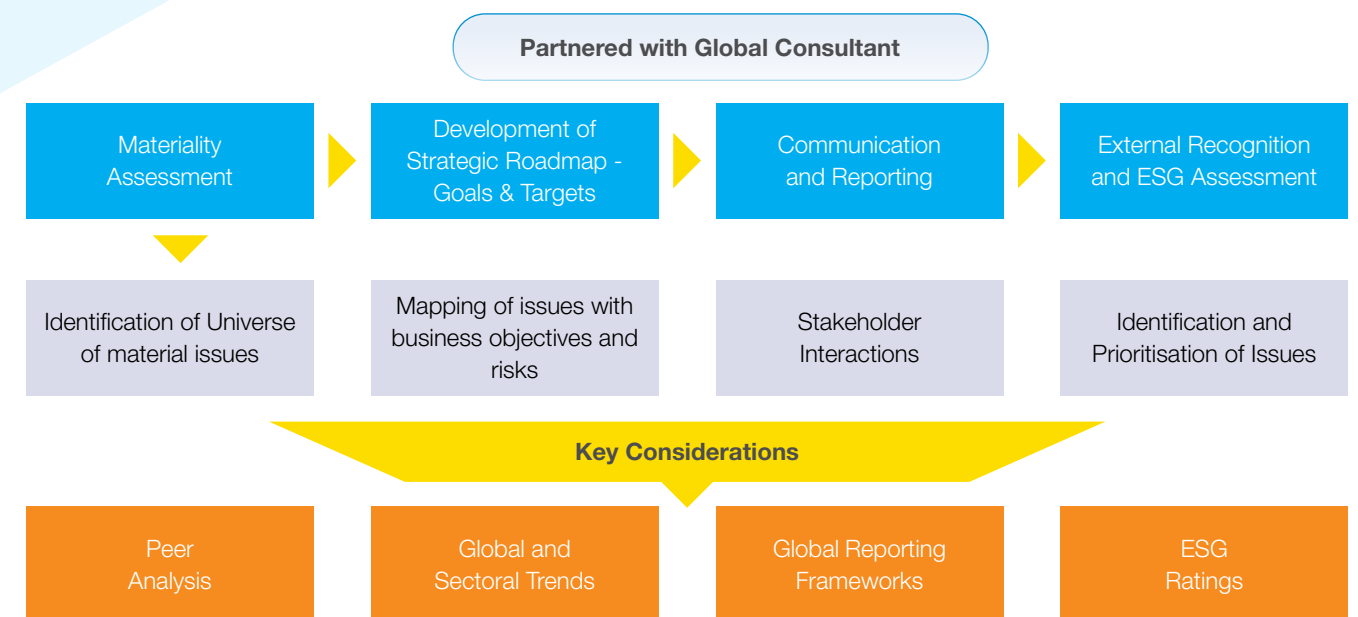 Partnered with Global Consultant
Materiality
Assessment
Development of
Strategic Roadmap -
Goals & Targets
Communication
and Reporting
External Recognition
and ESG Assessment
Identification of Universe
of material issues
Mapping of issues with
business objectives and
risks
Stakeholder
Interactions
Identification and
Prioritisation of Issues
Key Considerations
Peer
Analysis
Global and
Sectoral Trends
Global Reporting
Frameworks
ESG
Ratings